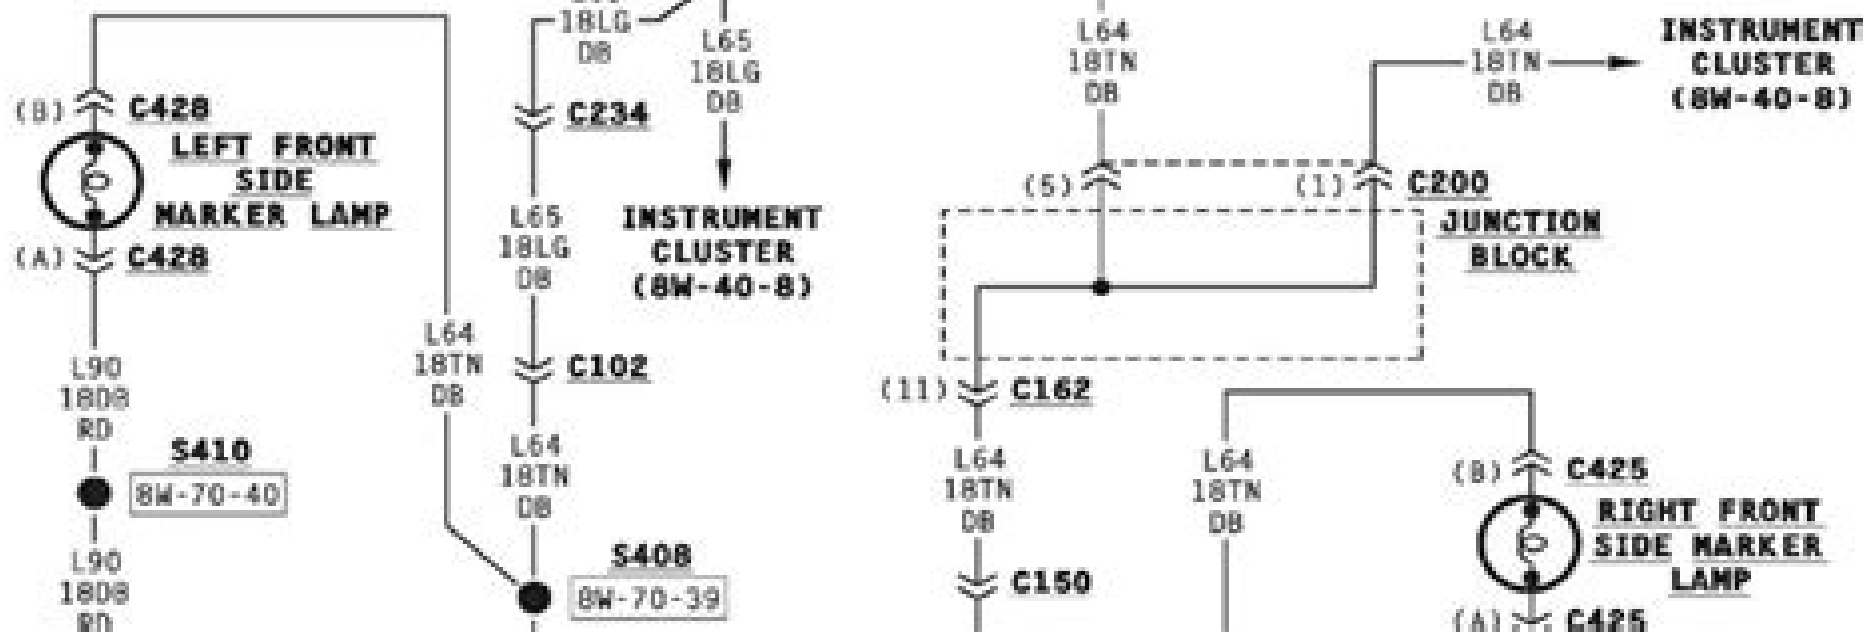 18LG
DB
L65
18LG
DB
INSTRUMENT
CLUSTER
(8W-40-8)
(B)
C428
LEFT FRONT
SIDE
MARKER LAMP
(A)
C428
L90
18DB
RD
S410
8W-70-40
L90
18DB
RD
L64
18TN
DB
C234
L65
18LG
DB
C102
L64
18TN
DB
S408
8W-70-39
L64
18TN
DB
L64
18TN
DB
INSTRUMENT
CLUSTER
(8W-40-8)
(5)
(1)
C200
JUNCTION
BLOCK
(11)
C162
L64
18TN
DB
C150
L64
18TN
DB
(B)
C425
RIGHT FRONT
SIDE MARKER
LAMP
(A)
C425